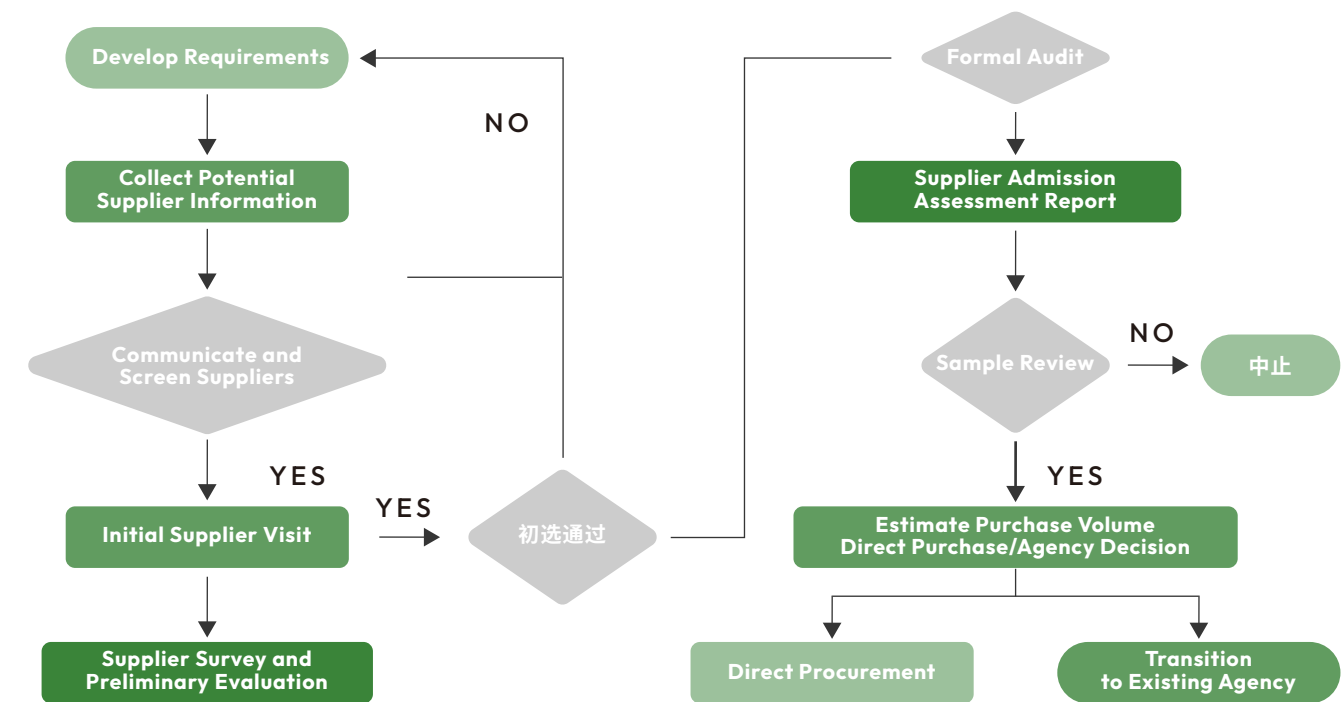 Develop Requirements
NO
Collect Potential
Supplier Information
Communicate and
Screen Suppliers
YES
Initial Supplier Visit
YES
初选通过
Supplier Survey and
Preliminary Evaluation
Formal Audit
Supplier Admission
Assessment Report
Sample Review
NO
中止
YES
Estimate Purchase Volume
Direct Purchase/Agency Decision
Direct Procurement
Transition
to Existing Agency